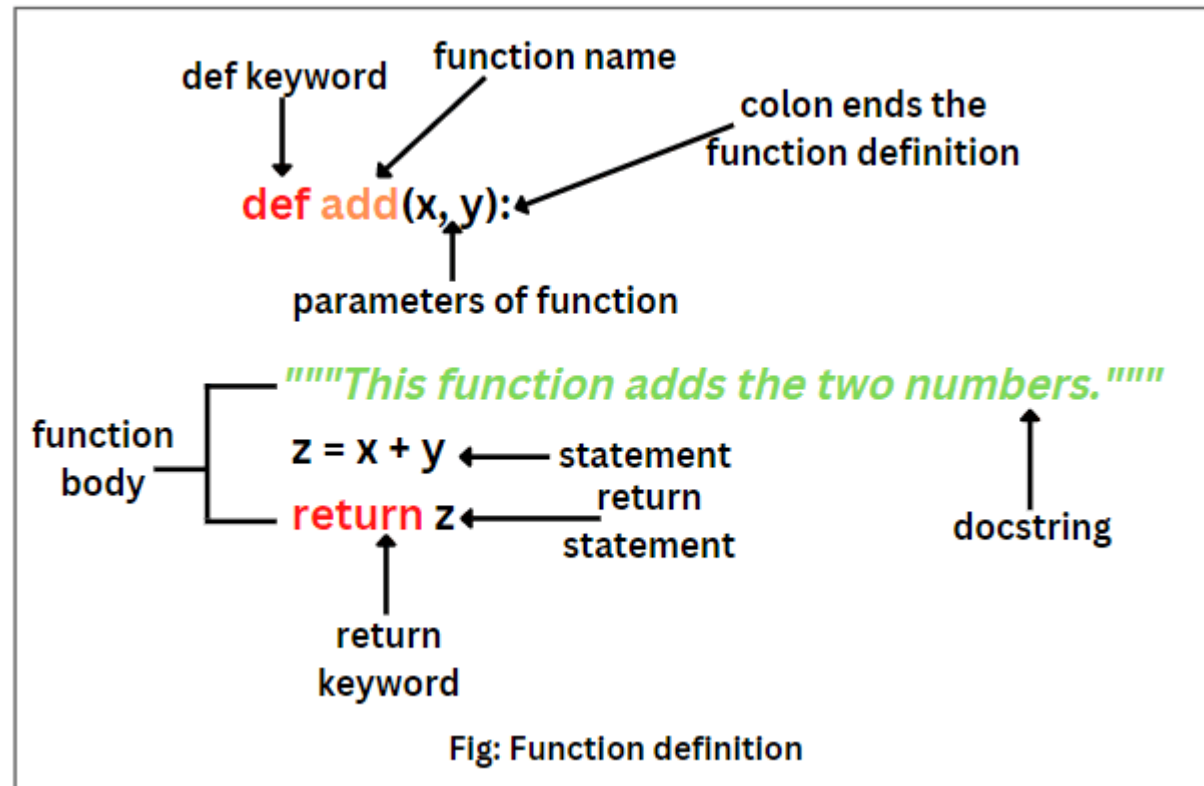 function name
def keyword
colon ends the
function definition
def add(x, y):
parameters of function
"""This function adds the two numbers."""
function
body
z = x + y
statement
return z
return
statement
docstring
return
keyword
Fig: Function definition